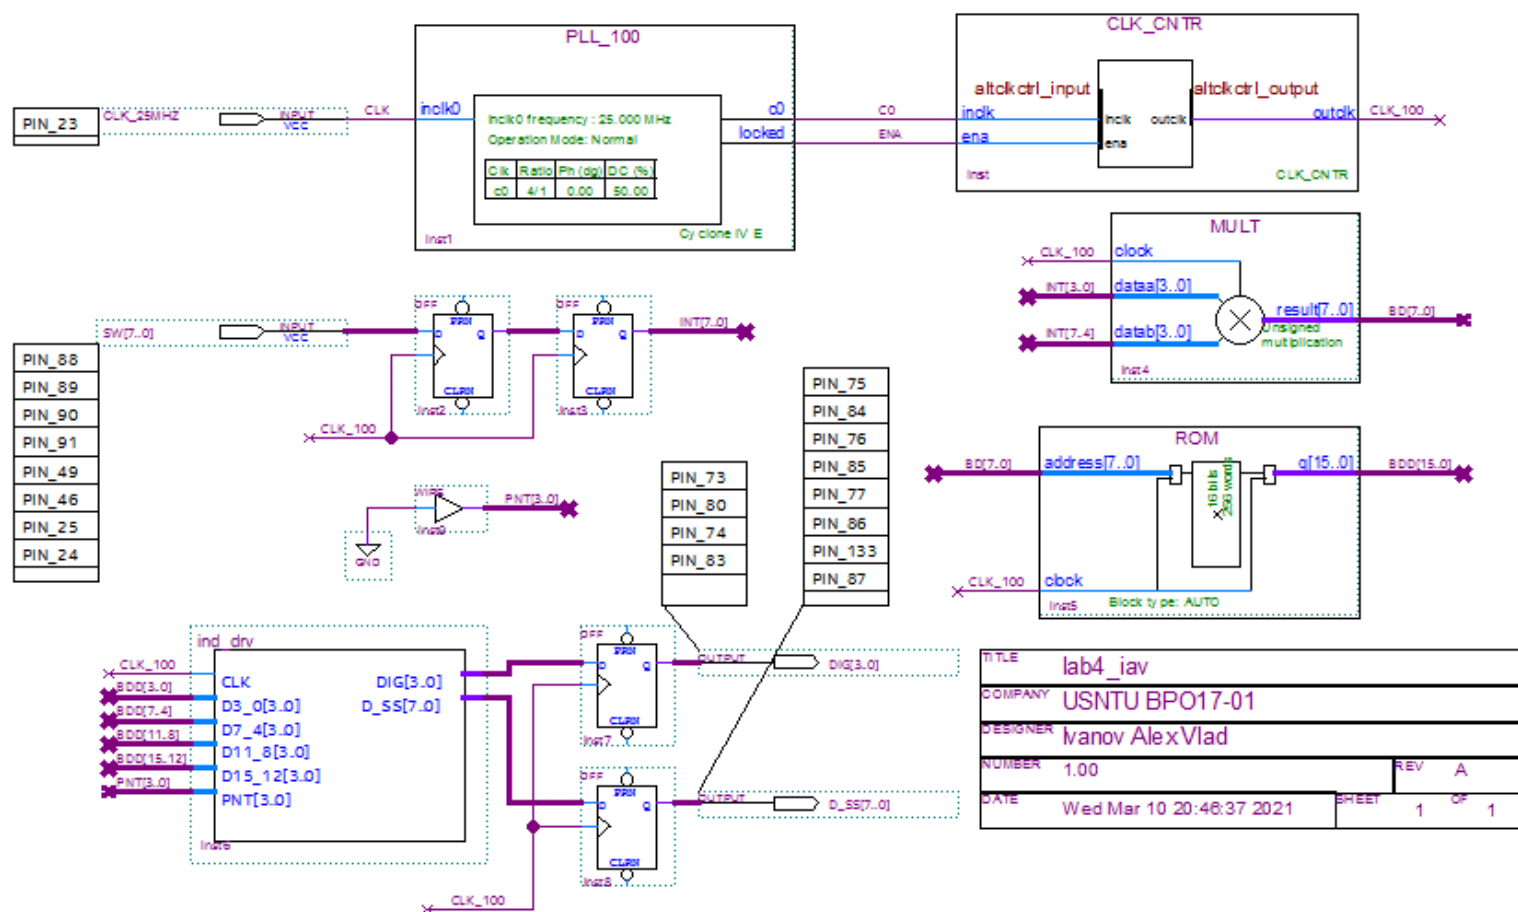 PLL_100
CLK_CNTR
PIN_23
CLK_25MHZ
INPUT
VCC
CLK
inclk0
c0
locked
Inclk0 frequency : 25.000 MHz
Operation Mode: Normal
Clk Ratio Ph (dg) DC (%)
c0 4/1 0.00 50.00
Inst1
Cyclone IV E
C0
ENA
altclkctrl_input
altclkctrl_output
inclk
ena
inclk
ena
outclk
outclk
CLK_100
Inst
CLK_CNTR
MULT
CLK_100
clock
INT[3..0]
dataa[3..0]
INT[7..4]
datab[3..0]
result[7..0]
BD[7..0]
Unsigned
multiplication
Inst4
SW[7..0]
INPUT
VCC
DFF
PRN
D
Q
CLRN
Inst2
DFF
PRN
D
Q
CLRN
Inst3
INT[7..0]
CLK_100
PIN_88
PIN_89
PIN_90
PIN_91
PIN_49
PIN_46
PIN_25
PIN_24
WIRE
PNT[3..0]
Inst9
GND
PIN_73
PIN_80
PIN_74
PIN_83
PIN_75
PIN_84
PIN_76
PIN_85
PIN_77
PIN_86
PIN_133
PIN_87
ROM
BD[7..0]
address[7..0]
q[15..0]
BDD[15..0]
16 bits
256 words
CLK_100
clock
Inst5
Block type: AUTO
ind_drv
CLK_100
BDD[3..0]
BDD[7..4]
BDD[11..8]
BDD[15..12]
PNT[3..0]
CLK
D3_0[3..0]
D7_4[3..0]
D11_8[3..0]
D15_12[3..0]
PNT[3..0]
DIG[3..0]
D_SS[7..0]
Inst6
DFF
PRN
D
Q
CLRN
Inst7
OUTPUT
DIG[3..0]
DFF
PRN
D
Q
CLRN
Inst8
OUTPUT
D_SS[7..0]
CLK_100
TITLE lab4_iav
COMPANY USNTU BPO17-01
DESIGNER Ivanov AlexVlad
NUMBER 1.00 REV A
DATE Wed Mar 10 20:46:37 2021 SHEET 1 OF 1